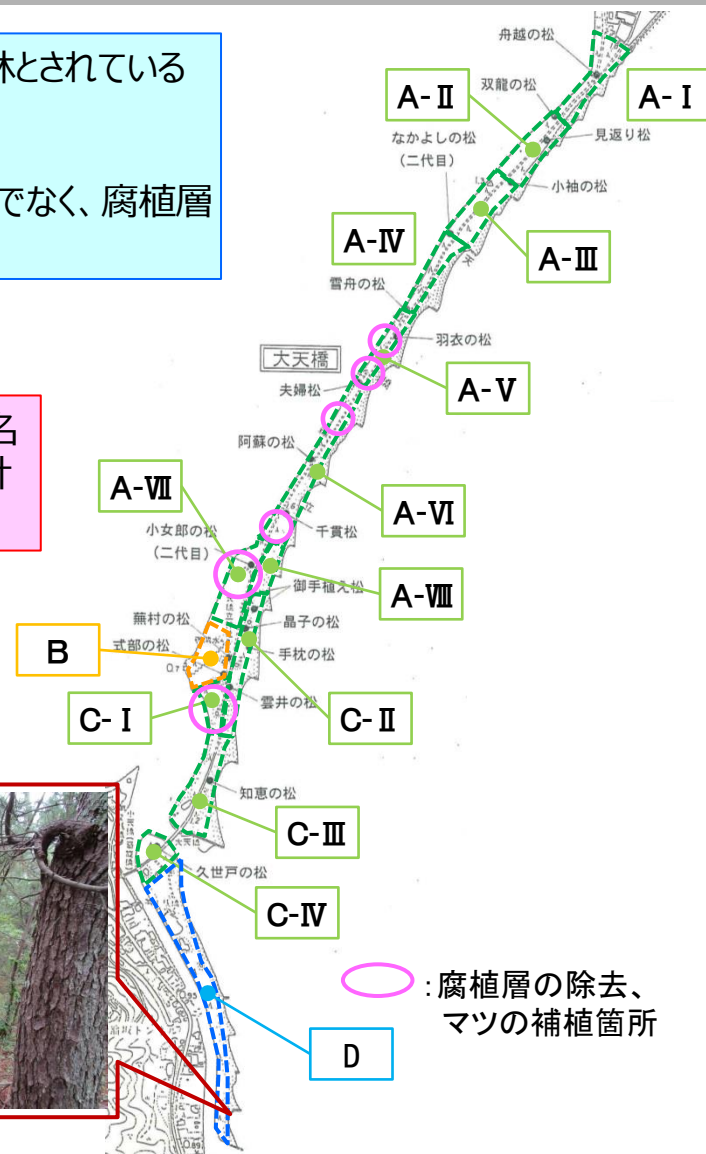 林とされている
でなく、腐植層
名
計
舟越の松
双龍の松
A-Ⅱ
A-Ⅰ
なかよしの松
(二代目)
見返り松
小袖の松
A-Ⅳ
A-Ⅲ
雪舟の松
羽衣の松
大天橋
夫婦松
A-Ⅴ
阿蘇の松
A-Ⅶ
A-Ⅵ
千貫松
小女郎の松
(二代目)
御手植え松
A-Ⅷ
蕪村の松
晶子の松
B
式部の松
手枕の松
雲井の松
C-Ⅰ
C-Ⅱ
知恵の松
C-Ⅲ
久世戸の松
C-Ⅳ
D
:腐植層の除去、
マツの補植箇所